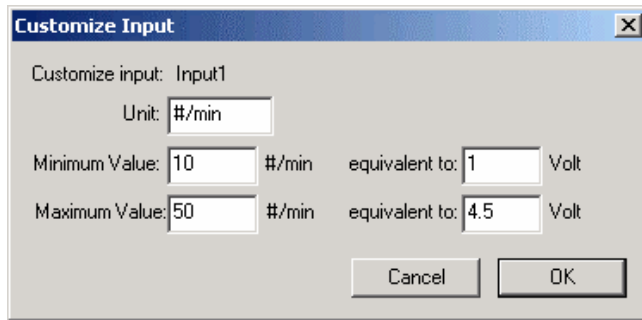 Customize Input
Customize input: Input1
Unit: #/min
Minimum Value: 10 #/min equivalent to: 1 Volt
Maximum Value: 50 #/min equivalent to: 4.5 Volt
Cancel OK